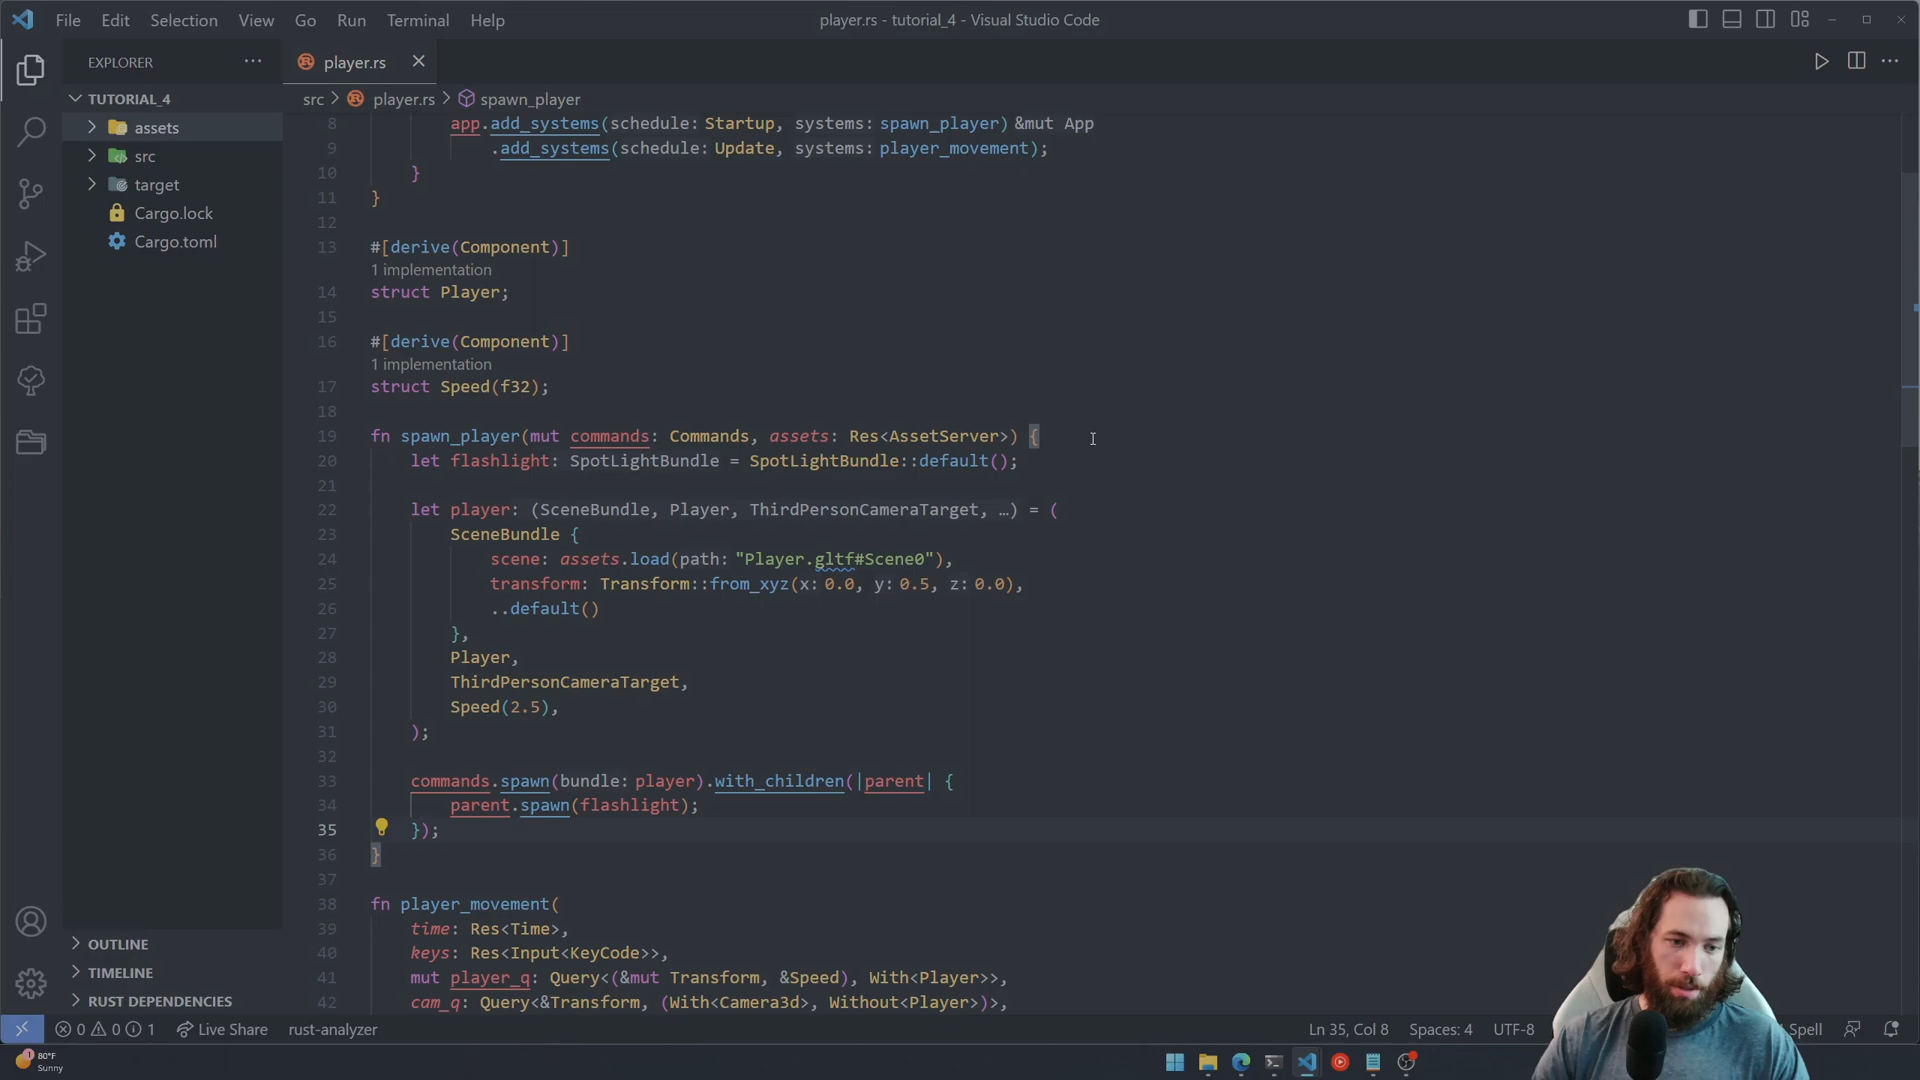 File Edit Selection View Go Run Terminal Help
player.rs - tutorial_4 - Visual Studio Code
EXPLORER ···
TUTORIAL_4
assets
src
target
Cargo.lock
Cargo.toml
OUTLINE
TIMELINE
RUST DEPENDENCIES
player.rs
src > player.rs > spawn_player
8 app.add_systems(schedule: Startup, systems: spawn_player) &mut App
9 .add_systems(schedule: Update, systems: player_movement);
10 }
11 }
12
13 #[derive(Component)]
1 implementation
14 struct Player;
15
16 #[derive(Component)]
1 implementation
17 struct Speed(f32);
18
19 fn spawn_player(mut commands: Commands, assets: Res<AssetServer>) {
20 let flashlight: SpotLightBundle = SpotLightBundle::default();
21
22 let player: (SceneBundle, Player, ThirdPersonCameraTarget, …) = (
23 SceneBundle {
24 scene: assets.load(path: "Player.gltf#Scene0"),
25 transform: Transform::from_xyz(x: 0.0, y: 0.5, z: 0.0),
26 ..default()
27 },
28 Player,
29 ThirdPersonCameraTarget,
30 Speed(2.5),
31 );
32
33 commands.spawn(bundle: player).with_children(|parent| {
34 parent.spawn(flashlight);
35 });
36 }
37
38 fn player_movement(
39 time: Res<Time>,
40 keys: Res<Input<KeyCode>>,
41 mut player_q: Query<(&mut Transform, &Speed), With<Player>>,
42 cam_q: Query<&Transform, (With<Camera3d>, Without<Player>)>,
0 0 1 Live Share rust-analyzer
Ln 35, Col 8 Spaces: 4 UTF-8 Spell
1
80°F
Sunny